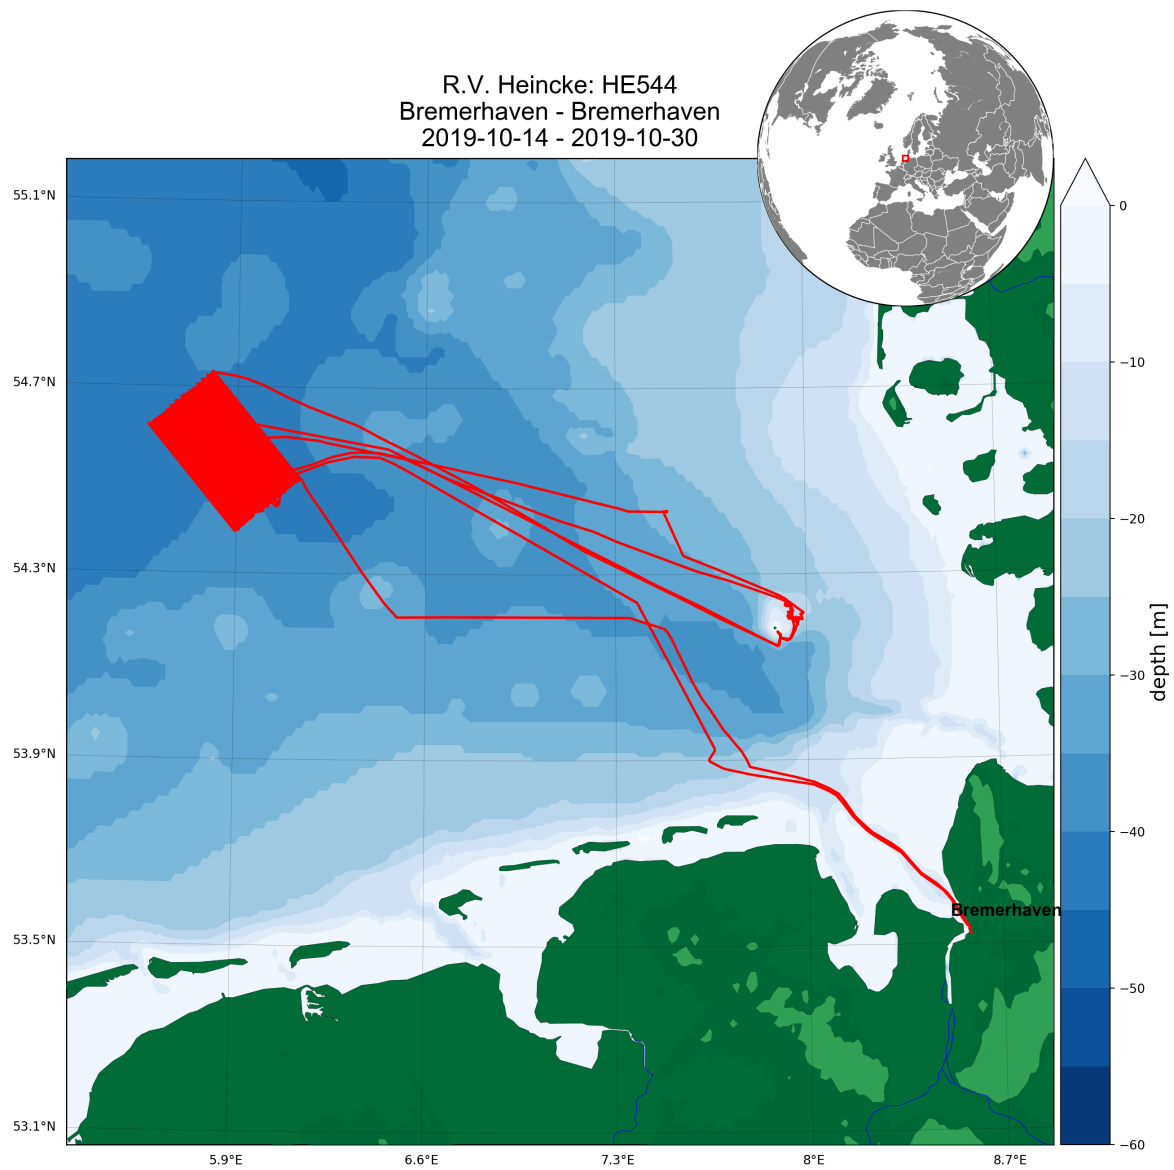 R.V. Heincke: HE544
Bremerhaven - Bremerhaven
2019-10-14 - 2019-10-30
55.1°N
54.7°N
54.3°N
53.9°N
53.5°N
53.1°N
5.9°E
6.6°E
7.3°E
8°E
8.7°E
Bremerhaven
0
−10
−20
−30
−40
−50
−60
depth [m]